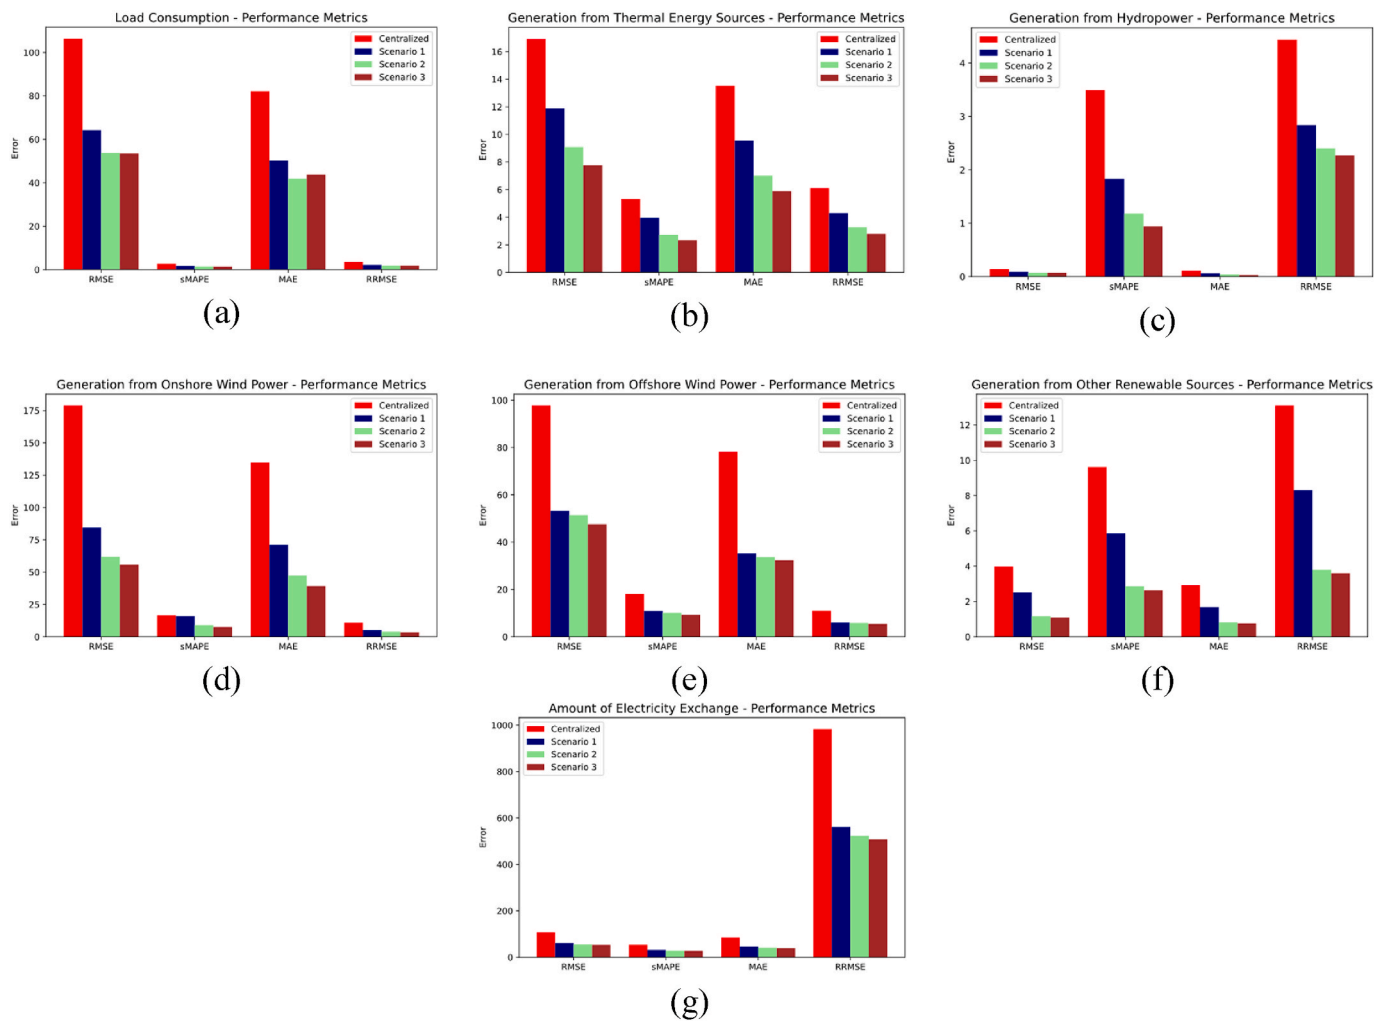 Load Consumption - Performance Metrics
Error
100
80
60
40
20
0
Centralized
Scenario 1
Scenario 2
Scenario 3
RMSE sMAPE MAE RRMSE
(a)
Generation from Thermal Energy Sources - Performance Metrics
Error
16
14
12
10
8
6
4
2
0
Centralized
Scenario 1
Scenario 2
Scenario 3
RMSE sMAPE MAE RRMSE
(b)
Generation from Hydropower - Performance Metrics
Error
4
3
2
1
0
Centralized
Scenario 1
Scenario 2
Scenario 3
RMSE sMAPE MAE RRMSE
(c)
Generation from Onshore Wind Power - Performance Metrics
Error
175
150
125
100
75
50
25
0
Centralized
Scenario 1
Scenario 2
Scenario 3
RMSE sMAPE MAE RRMSE
(d)
Generation from Offshore Wind Power - Performance Metrics
Error
100
80
60
40
20
0
Centralized
Scenario 1
Scenario 2
Scenario 3
RMSE sMAPE MAE RRMSE
(e)
Generation from Other Renewable Sources - Performance Metrics
Error
12
10
8
6
4
2
0
Centralized
Scenario 1
Scenario 2
Scenario 3
RMSE sMAPE MAE RRMSE
(f)
Amount of Electricity Exchange - Performance Metrics
Error
1000
800
600
400
200
0
Centralized
Scenario 1
Scenario 2
Scenario 3
RMSE sMAPE MAE RRMSE
(g)